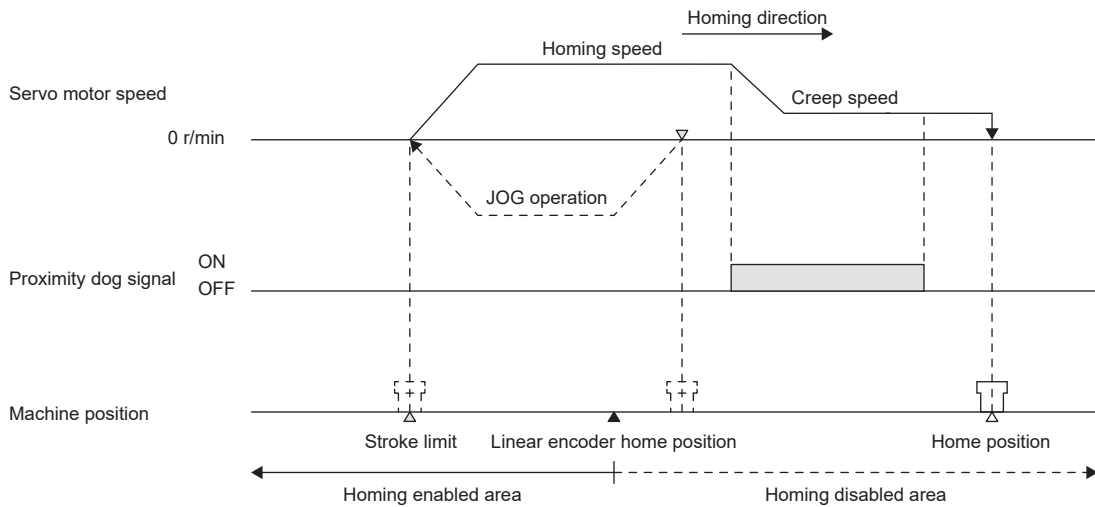 Homing direction
Homing speed
Servo motor speed
Creep speed
0 r/min
JOG operation
ON
Proximity dog signal
OFF
Machine position
Stroke limit
Linear encoder home position
Home position
Homing enabled area
Homing disabled area